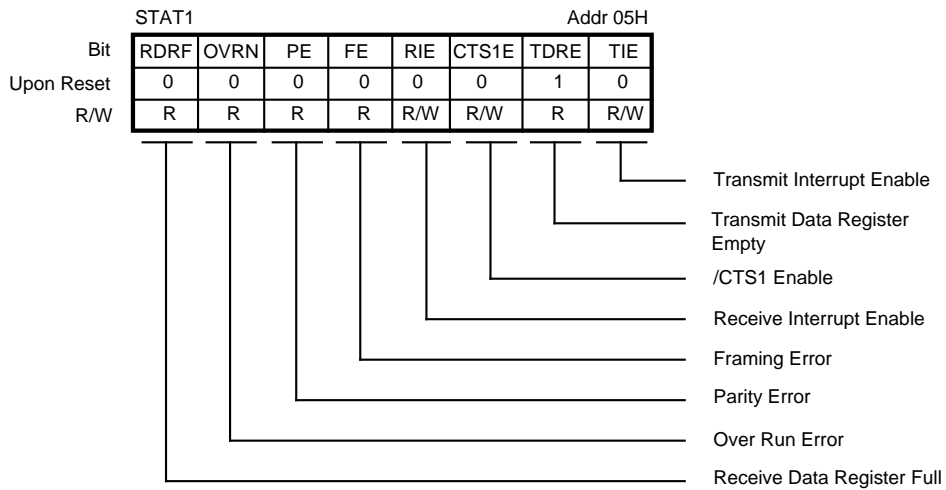 STAT1 Addr 05H
Bit RDRF OVRN PE FE RIE CTS1E TDRE TIE
Upon Reset 0 0 0 0 0 0 1 0
R/W R R R R R/W R/W R R/W
Transmit Interrupt Enable
Transmit Data Register
Empty
/CTS1 Enable
Receive Interrupt Enable
Framing Error
Parity Error
Over Run Error
Receive Data Register Full